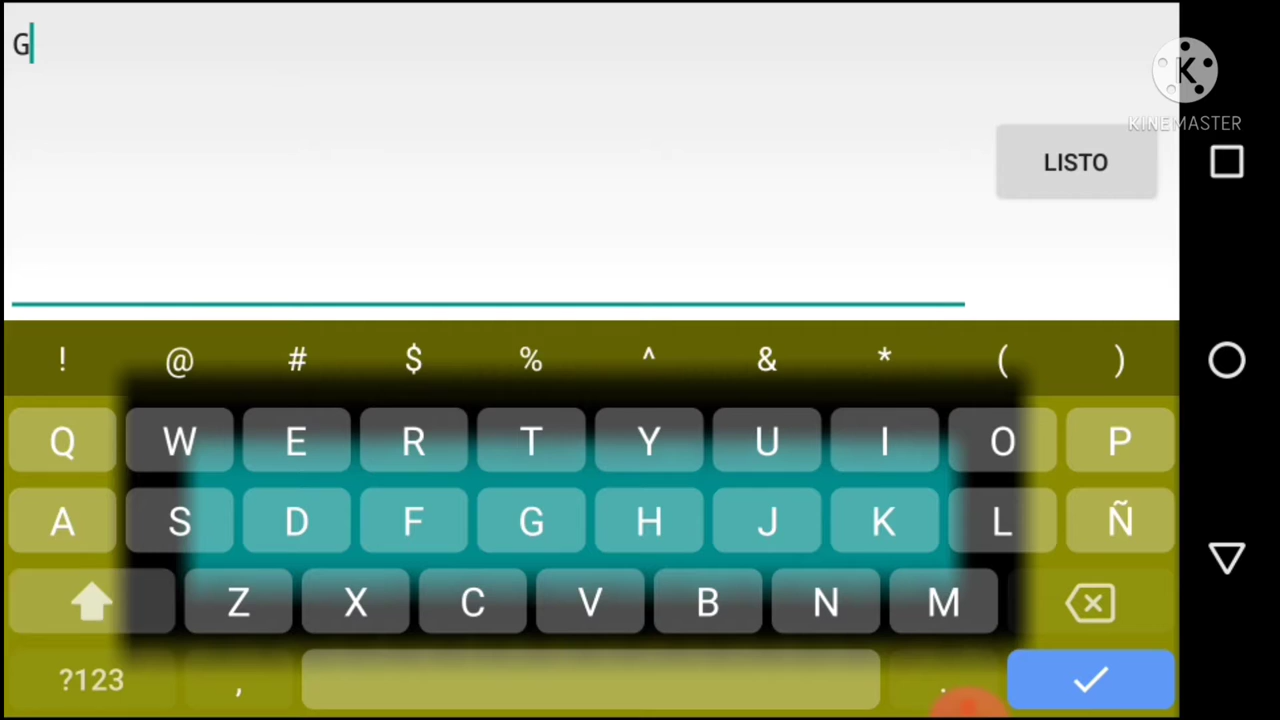 G
K
KINEMASTER
LISTO
! @ # $ % ^ & * ( )
Q W E R T Y U I O P
A S D F G H J K L Ñ
Z X C V B N M
?123 , .